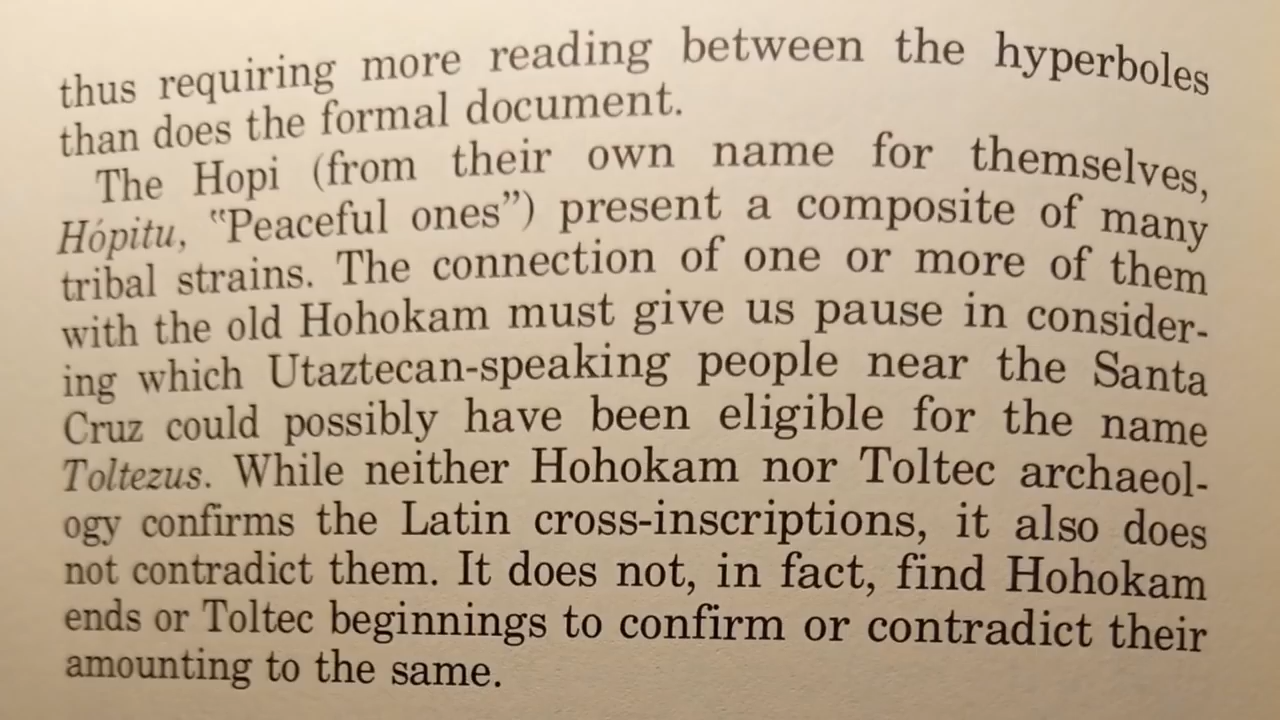 thus requiring more reading between the hyperboles
than does the formal document.
The Hopi (from their own name for themselves,
Hópitu, "Peaceful ones") present a composite of many
tribal strains. The connection of one or more of them
with the old Hohokam must give us pause in consider-
ing which Utaztecan-speaking people near the Santa
Cruz could possibly have been eligible for the name
Toltezus. While neither Hohokam nor Toltec archaeol-
ogy confirms the Latin cross-inscriptions, it also does
not contradict them. It does not, in fact, find Hohokam
ends or Toltec beginnings to confirm or contradict their
amounting to the same.